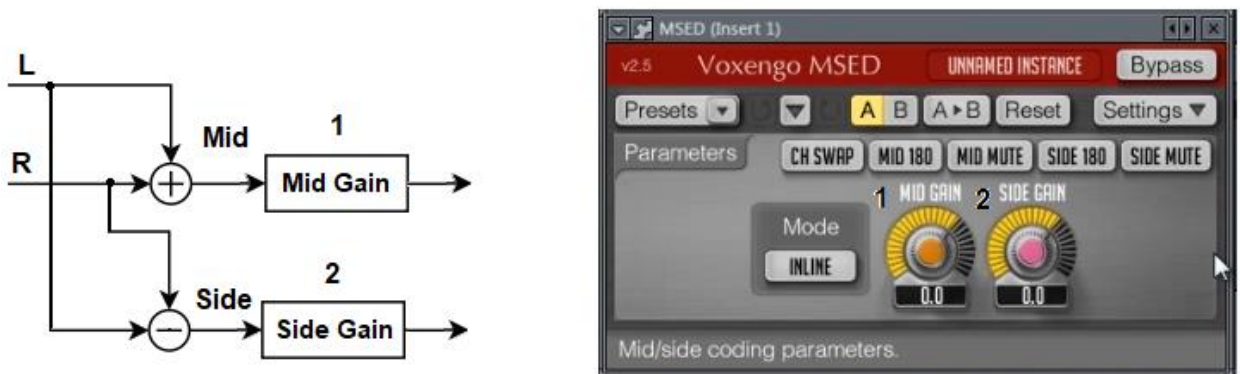 L
R
Mid
1
Mid Gain
+
Side
2
−
Side Gain
MSED (Insert 1)
v2.5 Voxengo MSED UNNAMED INSTANCE Bypass
Presets A B A▸B Reset Settings
Parameters CH SWAP MID 180 MID MUTE SIDE 180 SIDE MUTE
1 MID GAIN 2 SIDE GAIN
Mode
INLINE
0.0 0.0
Mid/side coding parameters.